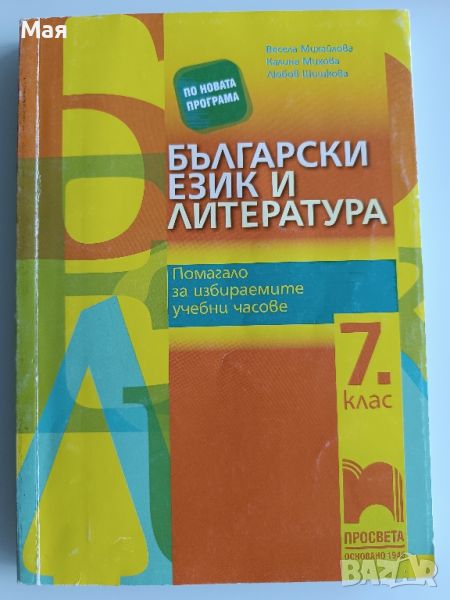 Мая
Весела Михайлова
Калина Михова
Любов Шишкова
ПО НОВАТА
ПРОГРАМА
БЪЛГАРСКИ
ЕЗИК И
ЛИТЕРАТУРА
Помагало
за избираемите
учебни часове
7.
клас
ПРОСВЕТА
ОСНОВАНО 1945
BAZAR